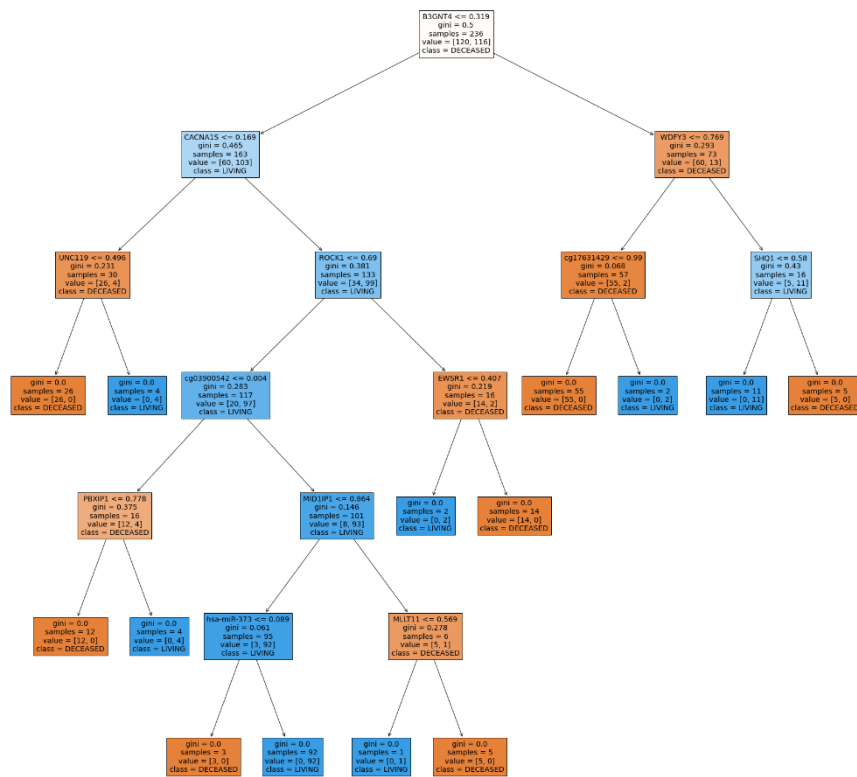 B3GNT4 <= 0.319
gini = 0.5
samples = 236
value = [120, 116]
class = DECEASED
CACNA1S <= 0.169
gini = 0.465
samples = 163
value = [60, 103]
class = LIVING
WDFY3 <= 0.769
gini = 0.293
samples = 73
value = [60, 13]
class = DECEASED
UNC119 <= 0.496
gini = 0.231
samples = 30
value = [26, 4]
class = DECEASED
ROCK1 <= 0.69
gini = 0.381
samples = 133
value = [34, 99]
class = LIVING
cg17631429 <= 0.99
gini = 0.068
samples = 57
value = [55, 2]
class = DECEASED
SHQ1 <= 0.58
gini = 0.43
samples = 16
value = [5, 11]
class = LIVING
gini = 0.0
samples = 26
value = [26, 0]
class = DECEASED
gini = 0.0
samples = 4
value = [0, 4]
class = LIVING
cg03900542 <= 0.004
gini = 0.283
samples = 117
value = [20, 97]
class = LIVING
EWSR1 <= 0.407
gini = 0.219
samples = 16
value = [14, 2]
class = DECEASED
gini = 0.0
samples = 55
value = [55, 0]
class = DECEASED
gini = 0.0
samples = 2
value = [0, 2]
class = LIVING
gini = 0.0
samples = 11
value = [0, 11]
class = LIVING
gini = 0.0
samples = 5
value = [5, 0]
class = DECEASED
PBXIP1 <= 0.778
gini = 0.375
samples = 16
value = [12, 4]
class = DECEASED
MID1IP1 <= 0.864
gini = 0.146
samples = 101
value = [8, 93]
class = LIVING
gini = 0.0
samples = 2
value = [0, 2]
class = LIVING
gini = 0.0
samples = 14
value = [14, 0]
class = DECEASED
gini = 0.0
samples = 12
value = [12, 0]
class = DECEASED
gini = 0.0
samples = 4
value = [0, 4]
class = LIVING
hsa-miR-373 <= 0.089
gini = 0.061
samples = 95
value = [3, 92]
class = LIVING
MLLT11 <= 0.569
gini = 0.278
samples = 6
value = [5, 1]
class = DECEASED
gini = 0.0
samples = 3
value = [3, 0]
class = DECEASED
gini = 0.0
samples = 92
value = [0, 92]
class = LIVING
gini = 0.0
samples = 1
value = [0, 1]
class = LIVING
gini = 0.0
samples = 5
value = [5, 0]
class = DECEASED